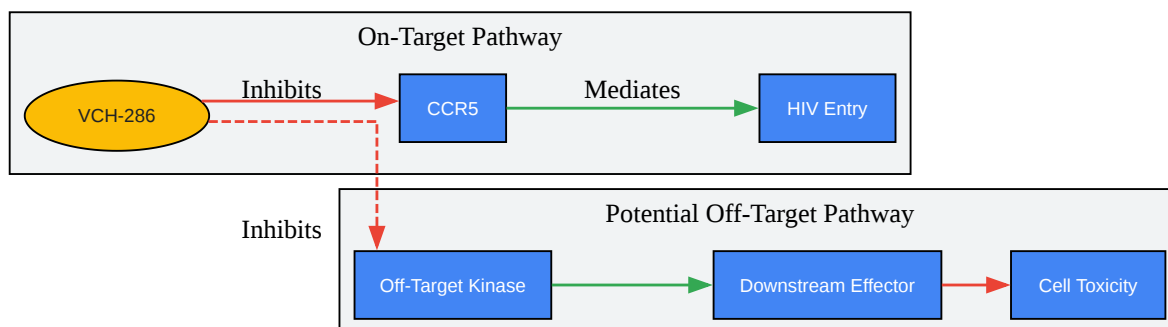 On-Target Pathway
VCH-286
Inhibits
CCR5
Mediates
HIV Entry
Inhibits
Potential Off-Target Pathway
Off-Target Kinase
Downstream Effector
Cell Toxicity